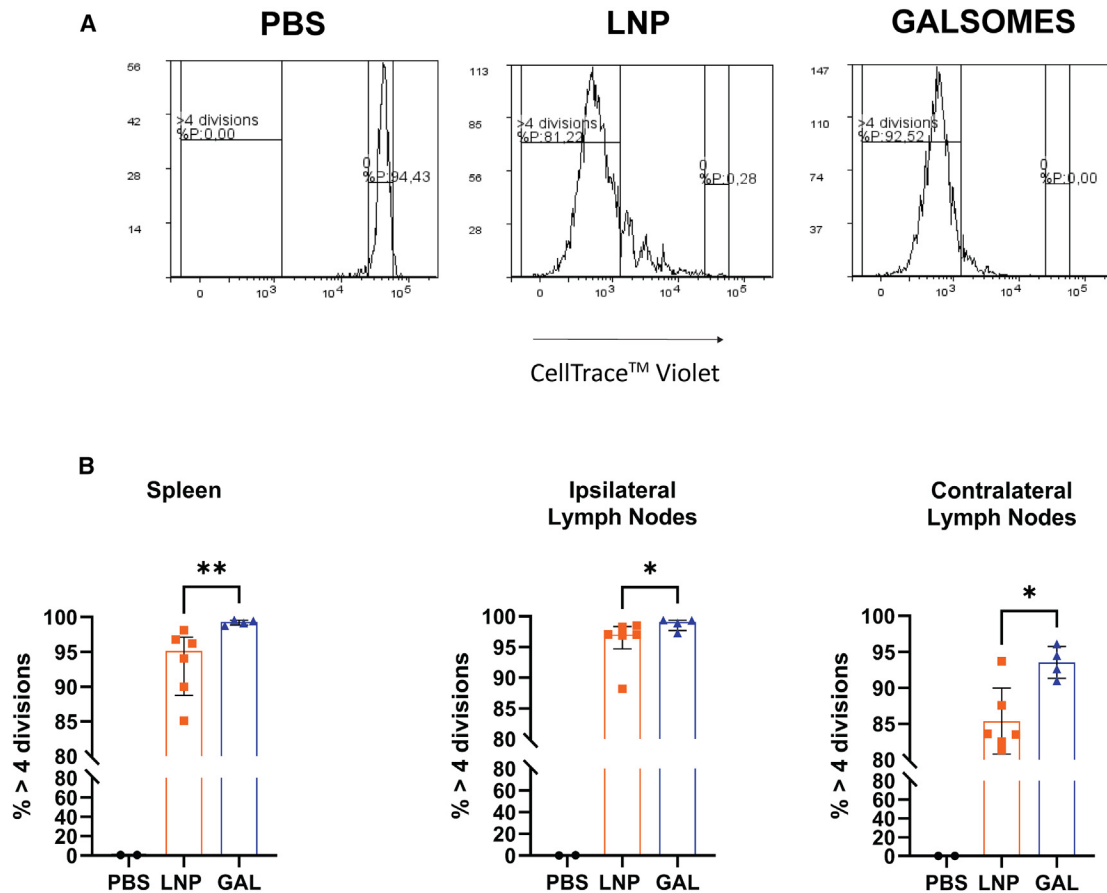 A
PBS
LNP
GALSOMES
56
42
28
14
>4 divisions
%P:0,00
0
%P:94,43
0
10³
10⁴
10⁵
113
85
56
28
>4 divisions
%P:81,22
0
%P:0,28
0
10³
10⁴
10⁵
147
110
74
37
>4 divisions
%P:92,52
0
%P:0,00
0
10³
10⁴
10⁵
CellTrace™ Violet
B
Spleen
% > 4 divisions
**
100
95
90
85
80
80
60
40
20
0
PBS LNP GAL
Ipsilateral
Lymph Nodes
% > 4 divisions
*
100
95
90
85
80
80
60
40
20
0
PBS LNP GAL
Contralateral
Lymph Nodes
% > 4 divisions
*
100
95
90
85
80
80
60
40
20
0
PBS LNP GAL